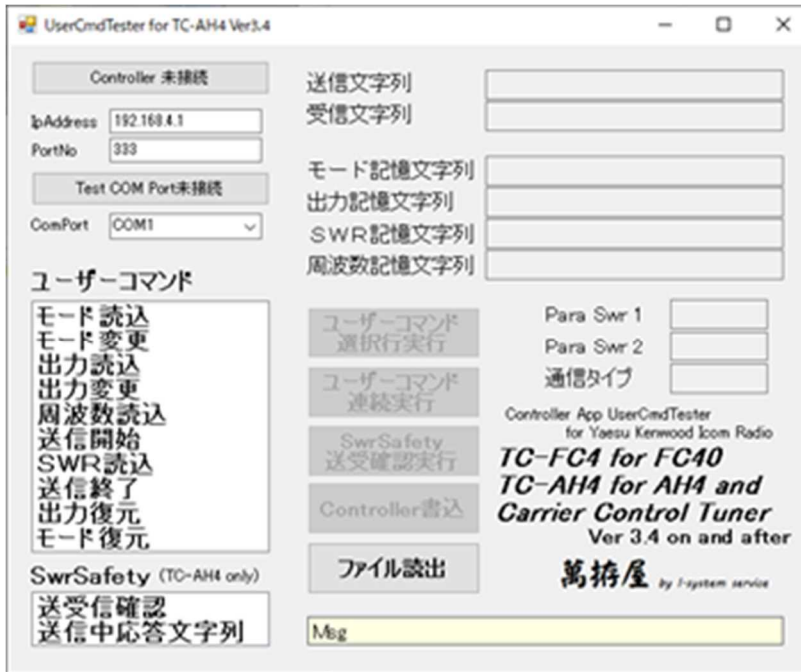 UserCmdTester for TC-AH4 Ver3.4
Controller 未接続
IpAddress 192.168.4.1
PortNo 333
Test COM Port未接続
ComPort COM1
ユーザーコマンド
モード読込
モード変更
出力読込
出力変更
周波数読込
送信開始
SWR読込
送信終了
出力復元
モード復元
SwrSafety (TC-AH4 only)
送受信確認
送信中応答文字列
送信文字列
受信文字列
モード記憶文字列
出力記憶文字列
SWR記憶文字列
周波数記憶文字列
ユーザーコマンド
選択行実行
ユーザーコマンド
連続実行
SwrSafety
送受確認実行
Controller書込
ファイル読出
Para Swr 1
Para Swr 2
通信タイプ
Controller App UserCmdTester
for Yaesu Kenwood Icom Radio
TC-FC4 for FC40
TC-AH4 for AH4 and
Carrier Control Tuner
Ver 3.4 on and after
萬拵屋 by I-system service
Msg